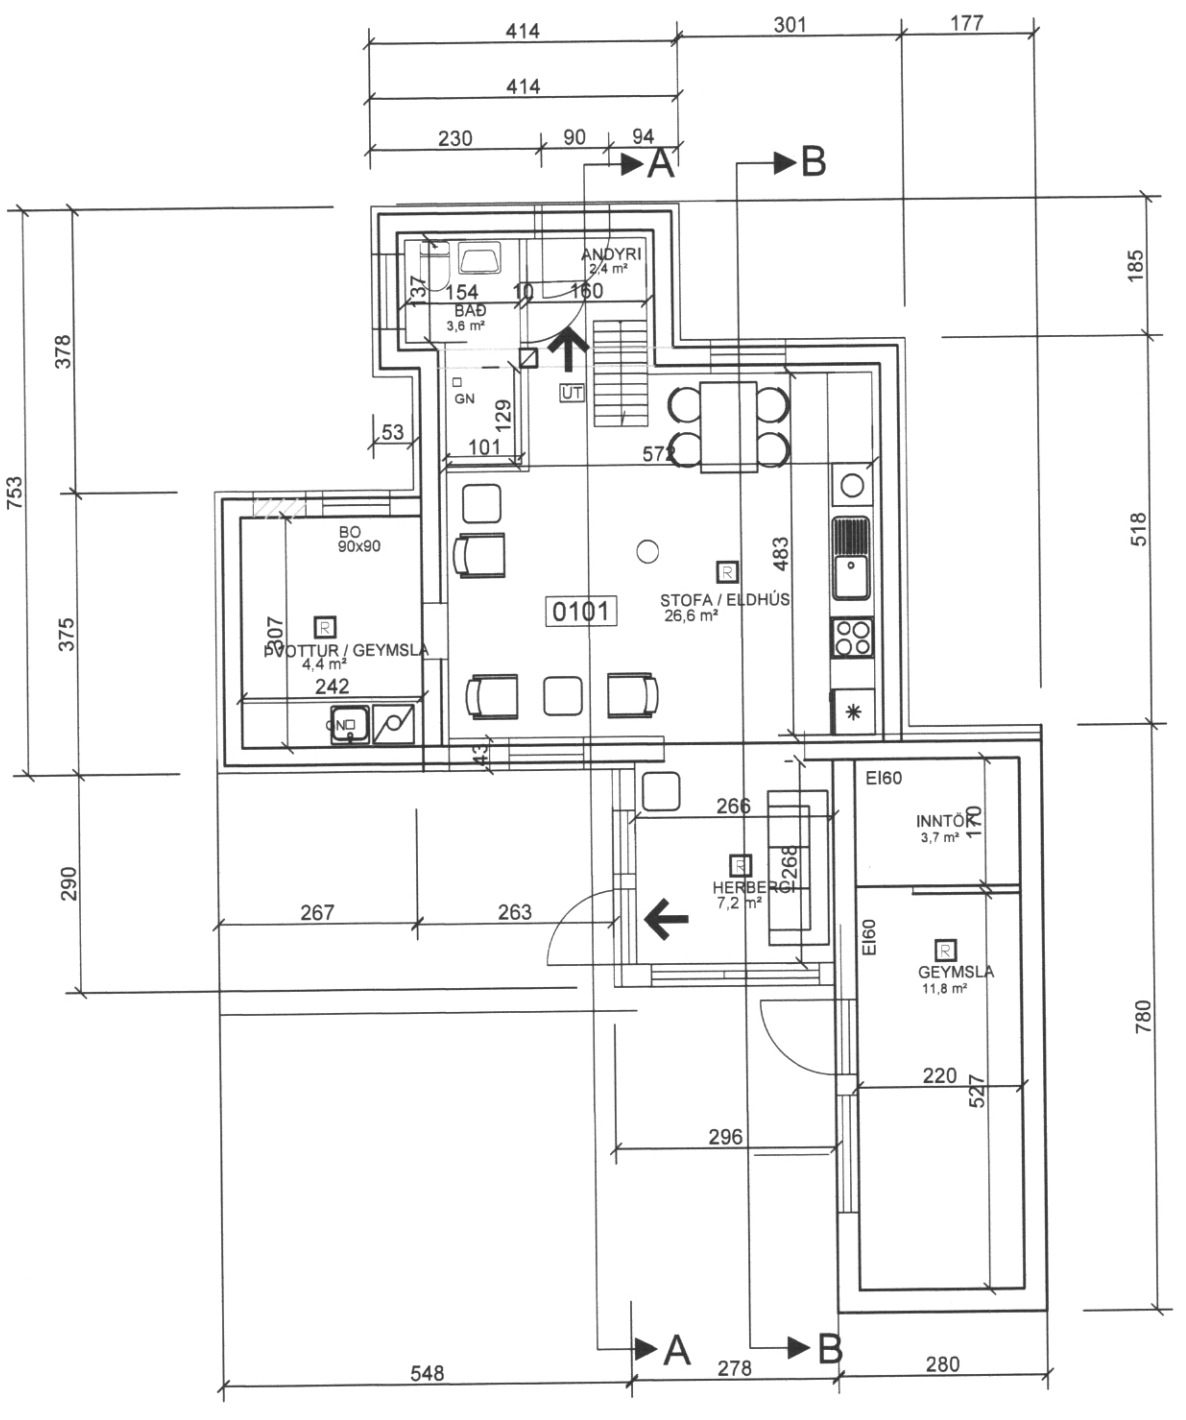 414
301
177
414
230
90
94
A
B
ANDYRI
2,4 m²
137
154
10
160
BAÐ
3,6 m²
185
378
ÚT
GN
129
53
101
572
753
BO
90x90
483
518
STOFA / ELDHÚS
26,6 m²
0101
R
R
375
307
ÞVOTTUR / GEYMSLA
4,4 m²
242
GN
43
EI60
INNTÖK
3,7 m²
170
266
268
R
HERBERGI
7,2 m²
290
267
263
EI60
R
GEYMSLA
11,8 m²
780
220
527
296
A
B
548
278
280